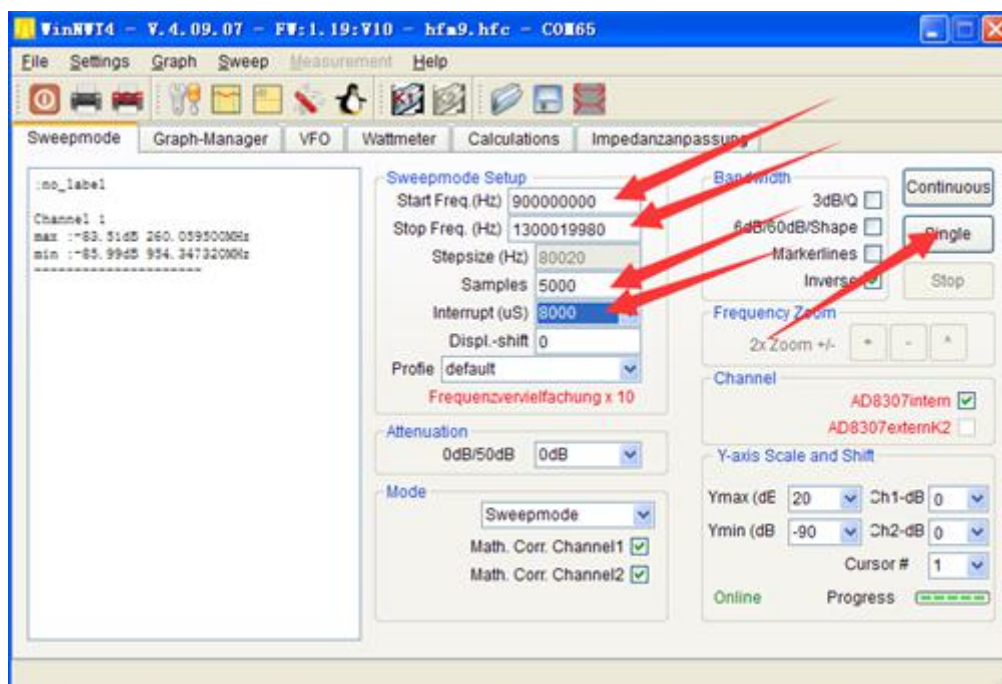 WinNWT4 - V.4.09.07 - FW:1.19:V10 - hfm9.hfc - COM65
File Settings Graph Sweep Measurement Help
Sweepmode Graph-Manager VFO Wattmeter Calculations Impedanzanpassung
:no_label
Channel 1
max :-83.51dB 260.059500MHz
min :-85.99dB 954.347320MHz
======================
Sweepmode Setup
Start Freq.(Hz) 900000000
Stop Freq. (Hz) 1300019980
Stepsize (Hz) 80020
Samples 5000
Interrupt (uS) 8000
Displ.-shift 0
Profie default
Frequenzvervielfachung x 10
Attenuation
0dB/50dB 0dB
Mode
Sweepmode
Math. Corr. Channel1
Math. Corr. Channel2
Bandwidth
3dB/Q
6dB/60dB/Shape
Markerlines
Inverse
Continuous
Single
Stop
Frequency Zoom
2x Zoom +/- + - ^
Channel
AD8307intern
AD8307externK2
Y-axis Scale and Shift
Ymax (dE 20 Ch1-dB 0
Ymin (dB -90 Ch2-dB 0
Cursor # 1
Online Progress